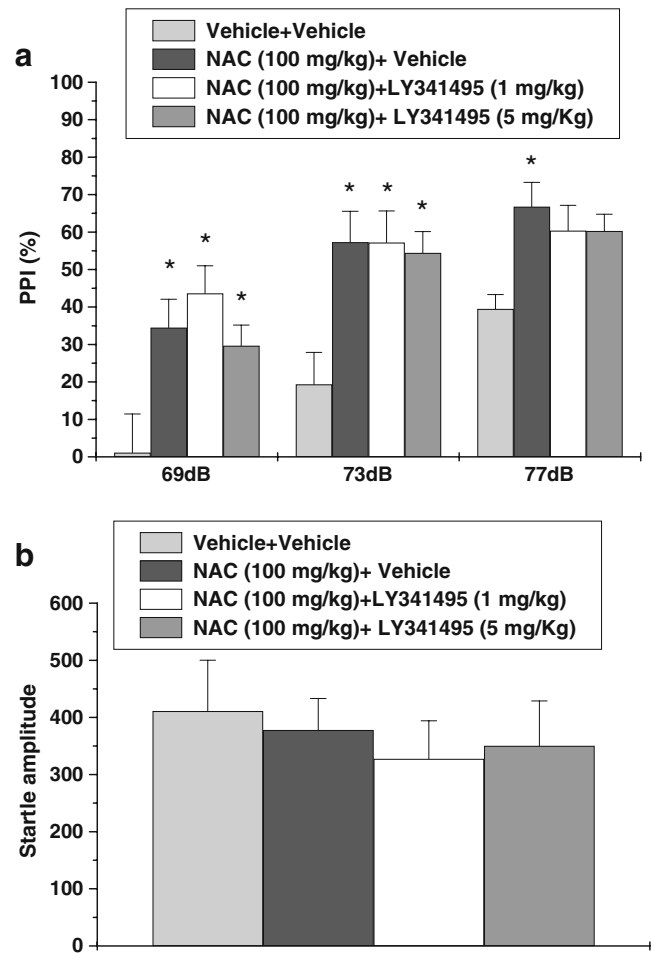 a
Vehicle+Vehicle
NAC (100 mg/kg)+ Vehicle
NAC (100 mg/kg)+LY341495 (1 mg/kg)
NAC (100 mg/kg)+ LY341495 (5 mg/Kg)
100
90
80
70
60
50
40
30
20
10
0
PPI (%)
* * *
* * *
*
69dB 73dB 77dB
b
Vehicle+Vehicle
NAC (100 mg/kg)+ Vehicle
NAC (100 mg/kg)+LY341495 (1 mg/kg)
NAC (100 mg/kg)+ LY341495 (5 mg/Kg)
600
500
400
300
200
100
0
Startle amplitude